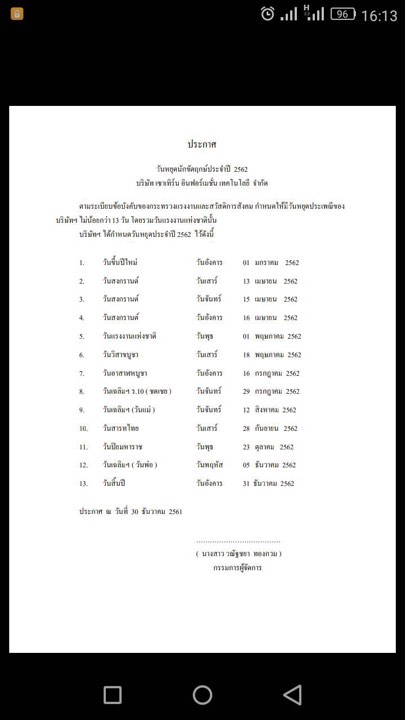 H
96
16:13
ประกาศ
วันหยุดนักขัตฤกษ์ประจำปี 2562
บริษัท เซาเทิร์น อินฟอร์เมชั่น เทคโนโลยี จำกัด
ตามระเบียบข้อบังคับของกระทรวงแรงงานและสวัสดิการสังคม กำหนดให้มีวันหยุดประเพณีของ
บริษัทฯ ไม่น้อยกว่า 13 วัน โดยรวมวันแรงงานแห่งชาตินั้น
บริษัทฯ ได้กำหนดวันหยุดประจำปี 2562 ไว้ดังนี้
1. วันขึ้นปีใหม่ วันอังคาร 01 มกราคม 2562
2. วันสงกรานต์ วันเสาร์ 13 เมษายน 2562
3. วันสงกรานต์ วันจันทร์ 15 เมษายน 2562
4. วันสงกรานต์ วันอังคาร 16 เมษายน 2562
5. วันแรงงานแห่งชาติ วันพุธ 01 พฤษภาคม 2562
6. วันวิสาขบูชา วันเสาร์ 18 พฤษภาคม 2562
7. วันอาสาฬหบูชา วันอังคาร 16 กรกฎาคม 2562
8. วันเฉลิมฯ ร.10 ( ชดเชย ) วันจันทร์ 29 กรกฎาคม 2562
9. วันเฉลิมฯ (วันแม่ ) วันจันทร์ 12 สิงหาคม 2562
10. วันสารทไทย วันเสาร์ 28 กันยายน 2562
11. วันปิยมหาราช วันพุธ 23 ตุลาคม 2562
12. วันเฉลิมฯ ( วันพ่อ ) วันพฤหัส 05 ธันวาคม 2562
13. วันสิ้นปี วันอังคาร 31 ธันวาคม 2562
ประกาศ ณ วันที่ 30 ธันวาคม 2561
( นางสาว วณัฐชยา ทองกวม )
กรรมการผู้จัดการ